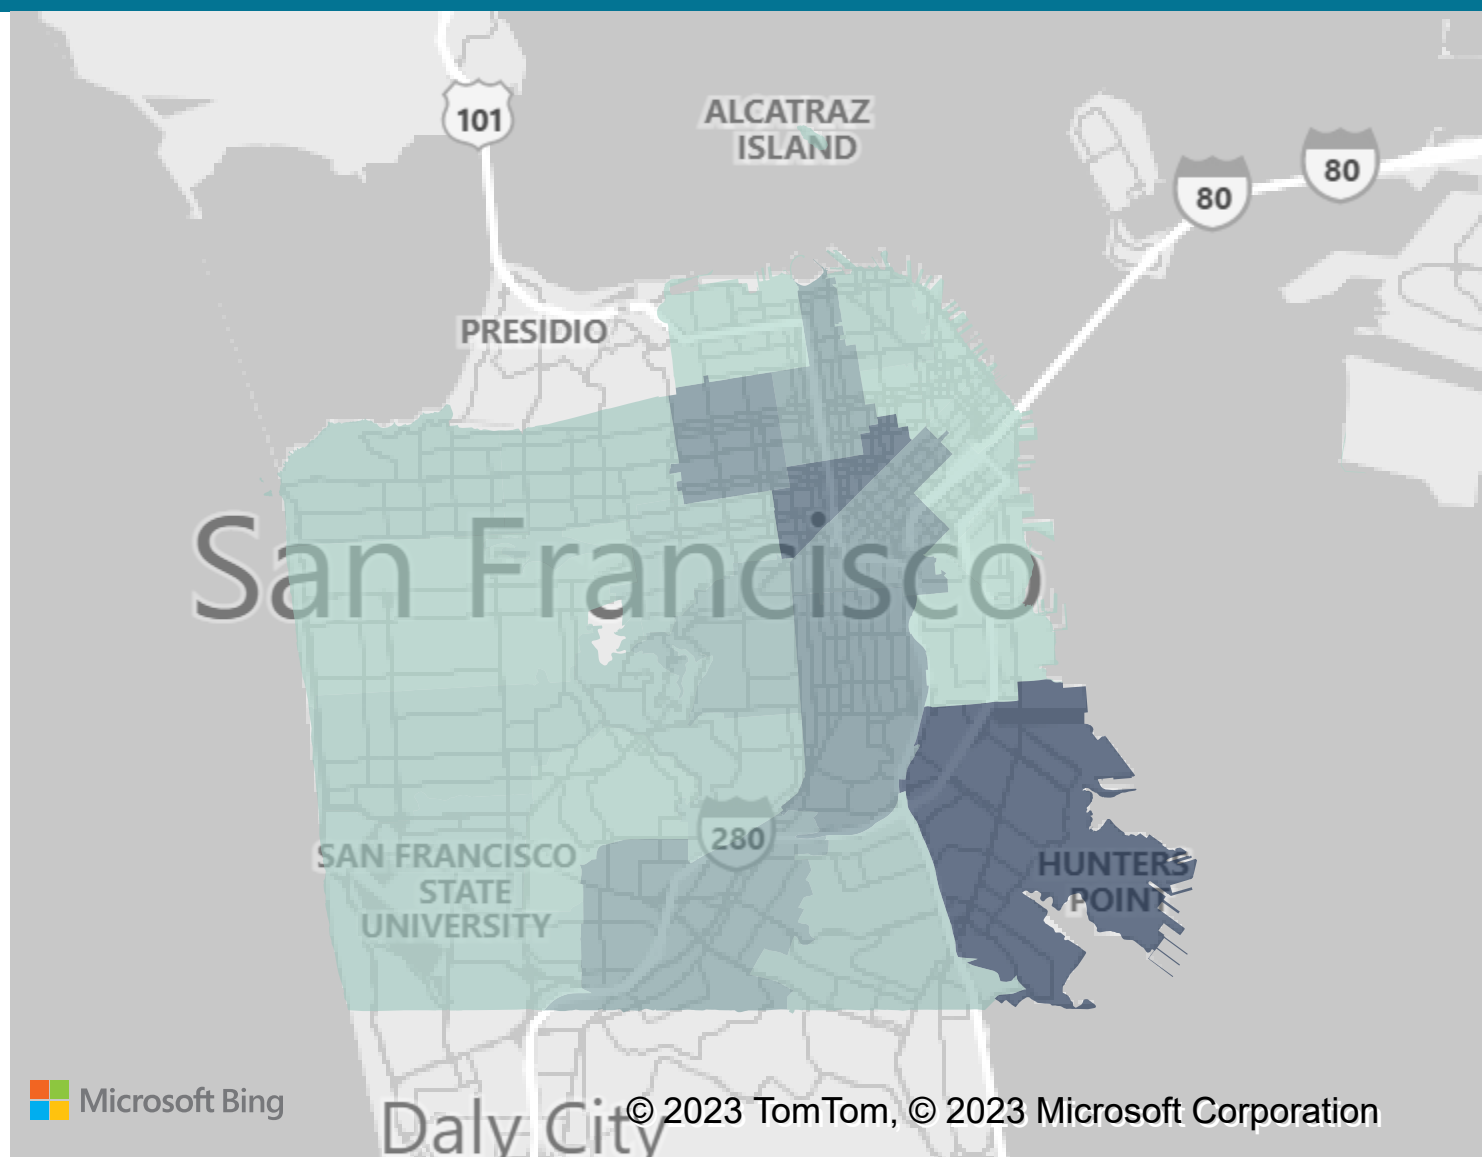 101
ALCATRAZ
ISLAND
80
80
PRESIDIO
San Francisco
280
SAN FRANCISCO
STATE
UNIVERSITY
HUNTERS
POINT
Microsoft Bing
Daly City
© 2023 TomTom, © 2023 Microsoft Corporation